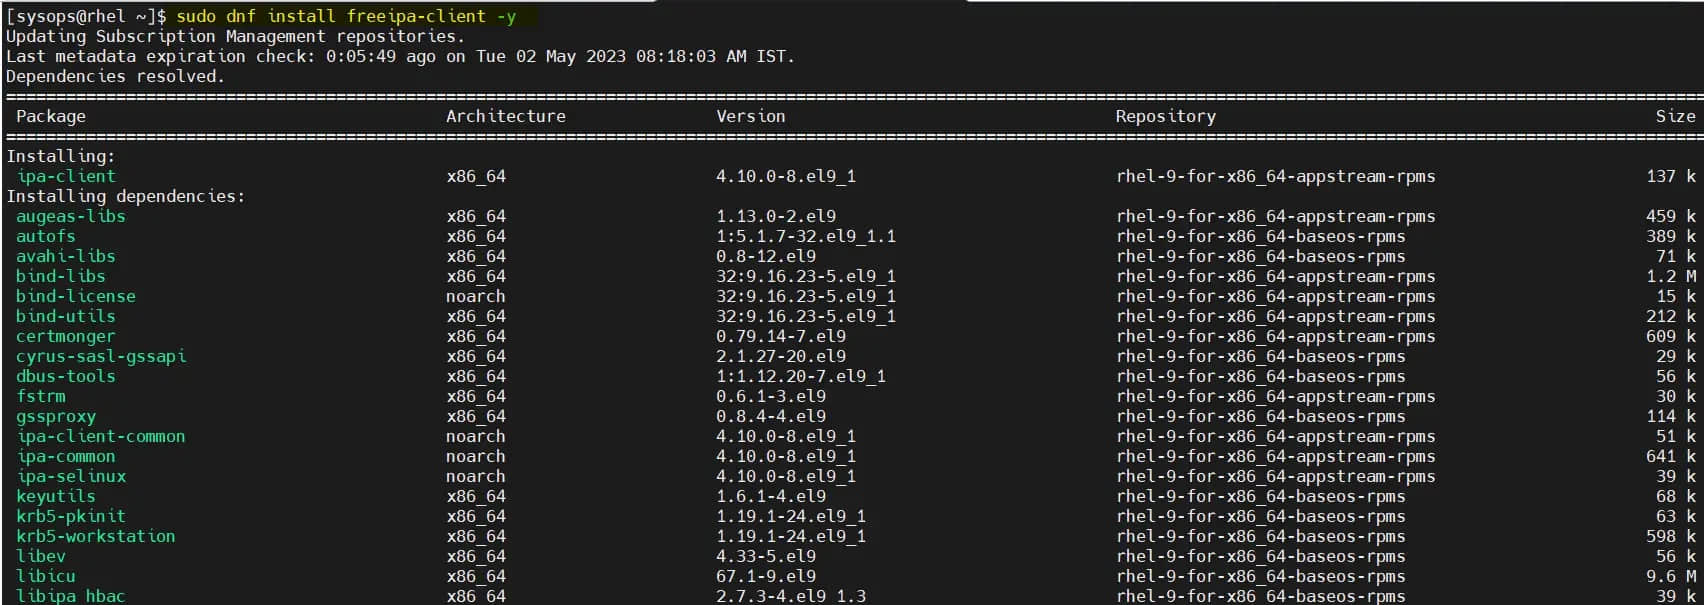 [sysops@rhel ~]$ sudo dnf install freeipa-client -y
Updating Subscription Management repositories.
Last metadata expiration check: 0:05:49 ago on Tue 02 May 2023 08:18:03 AM IST.
Dependencies resolved.
Package Architecture Version Repository Size
Installing:
ipa-client x86_64 4.10.0-8.el9_1 rhel-9-for-x86_64-appstream-rpms 137 k
Installing dependencies:
augeas-libs x86_64 1.13.0-2.el9 rhel-9-for-x86_64-appstream-rpms 459 k
autofs x86_64 1:5.1.7-32.el9_1.1 rhel-9-for-x86_64-baseos-rpms 389 k
avahi-libs x86_64 0.8-12.el9 rhel-9-for-x86_64-baseos-rpms 71 k
bind-libs x86_64 32:9.16.23-5.el9_1 rhel-9-for-x86_64-appstream-rpms 1.2 M
bind-license noarch 32:9.16.23-5.el9_1 rhel-9-for-x86_64-appstream-rpms 15 k
bind-utils x86_64 32:9.16.23-5.el9_1 rhel-9-for-x86_64-appstream-rpms 212 k
certmonger x86_64 0.79.14-7.el9 rhel-9-for-x86_64-appstream-rpms 609 k
cyrus-sasl-gssapi x86_64 2.1.27-20.el9 rhel-9-for-x86_64-baseos-rpms 29 k
dbus-tools x86_64 1:1.12.20-7.el9_1 rhel-9-for-x86_64-baseos-rpms 56 k
fstrm x86_64 0.6.1-3.el9 rhel-9-for-x86_64-appstream-rpms 30 k
gssproxy x86_64 0.8.4-4.el9 rhel-9-for-x86_64-baseos-rpms 114 k
ipa-client-common noarch 4.10.0-8.el9_1 rhel-9-for-x86_64-appstream-rpms 51 k
ipa-common noarch 4.10.0-8.el9_1 rhel-9-for-x86_64-appstream-rpms 641 k
ipa-selinux noarch 4.10.0-8.el9_1 rhel-9-for-x86_64-appstream-rpms 39 k
keyutils x86_64 1.6.1-4.el9 rhel-9-for-x86_64-baseos-rpms 68 k
krb5-pkinit x86_64 1.19.1-24.el9_1 rhel-9-for-x86_64-baseos-rpms 63 k
krb5-workstation x86_64 1.19.1-24.el9_1 rhel-9-for-x86_64-baseos-rpms 598 k
libev x86_64 4.33-5.el9 rhel-9-for-x86_64-baseos-rpms 56 k
libicu x86_64 67.1-9.el9 rhel-9-for-x86_64-baseos-rpms 9.6 M
libipa_hbac x86_64 2.7.3-4.el9_1.3 rhel-9-for-x86_64-baseos-rpms 39 k